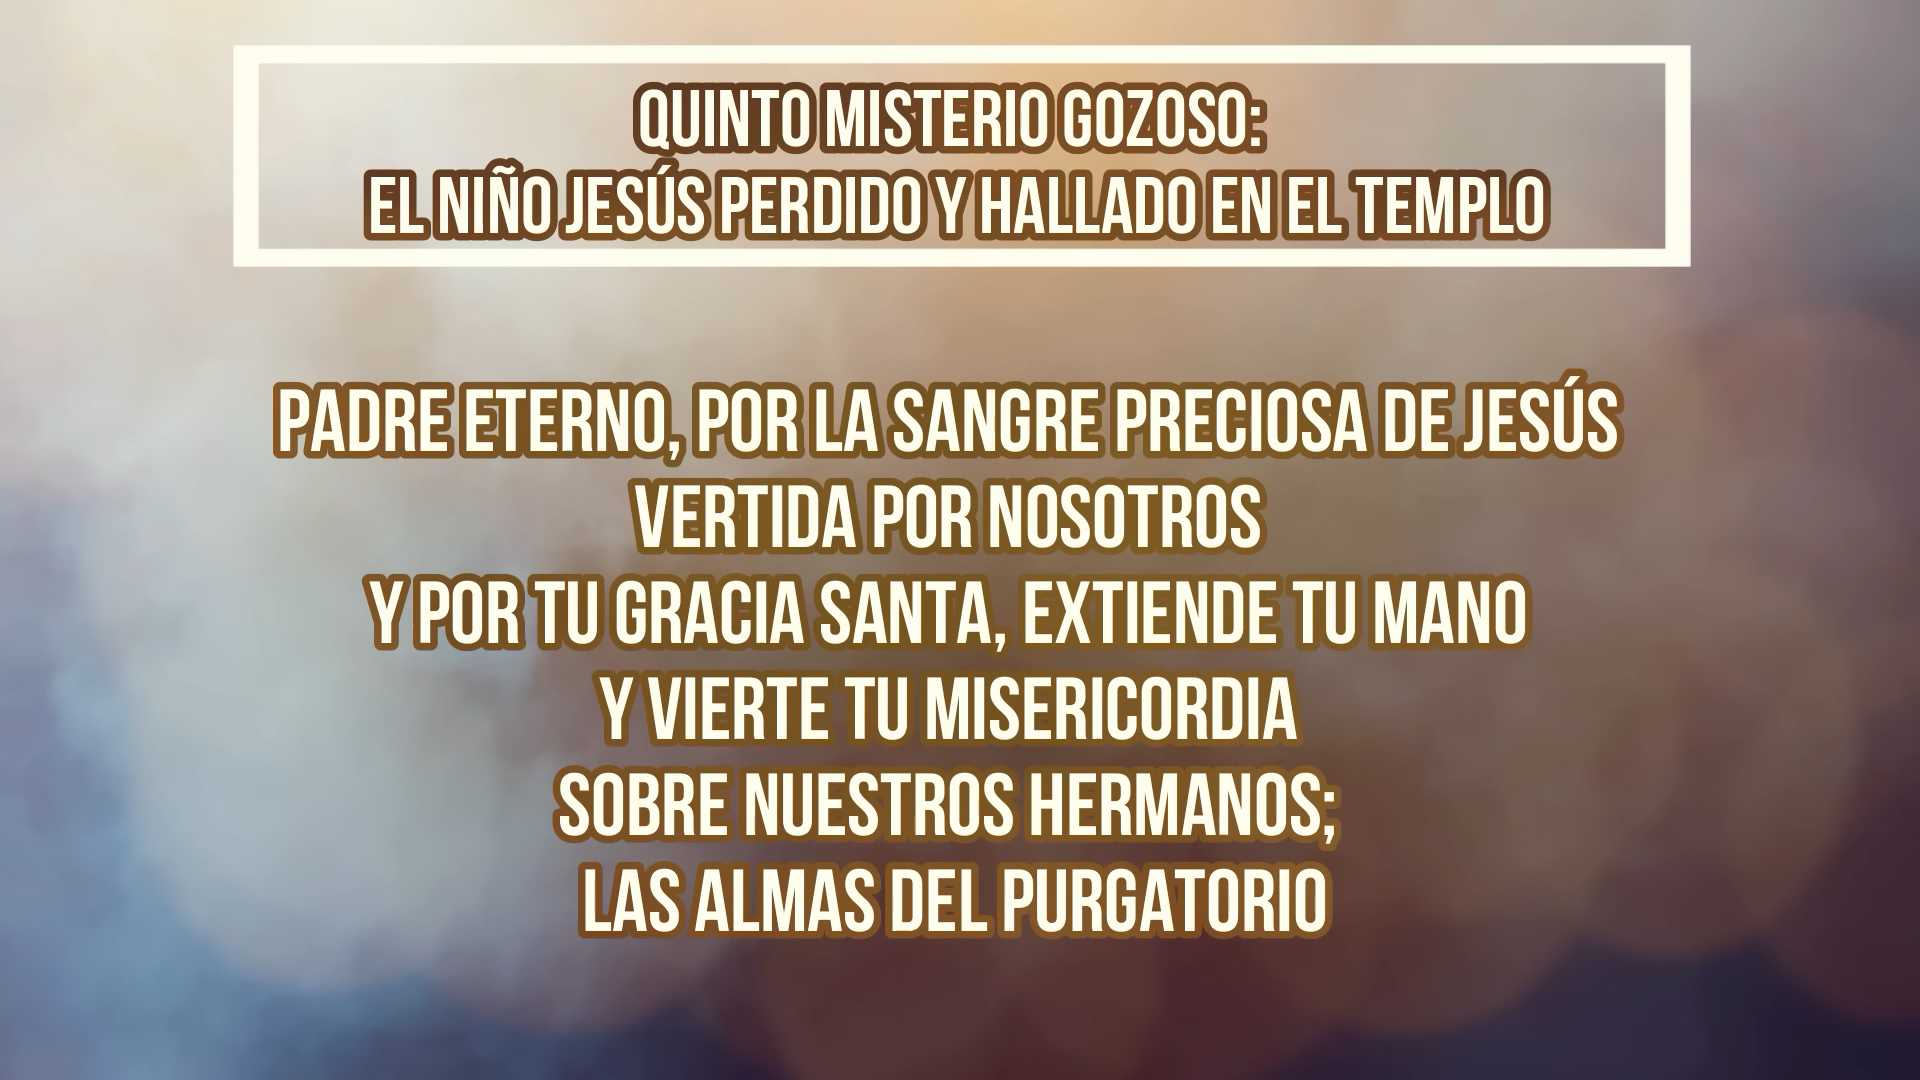 QUINTO MISTERIO GOZOSO:
EL NIÑO JESÚS PERDIDO Y HALLADO EN EL TEMPLO
PADRE ETERNO, POR LA SANGRE PRECIOSA DE JESÚS
VERTIDA POR NOSOTROS
Y POR TU GRACIA SANTA, EXTIENDE TU MANO
Y VIERTE TU MISERICORDIA
SOBRE NUESTROS HERMANOS;
LAS ALMAS DEL PURGATORIO